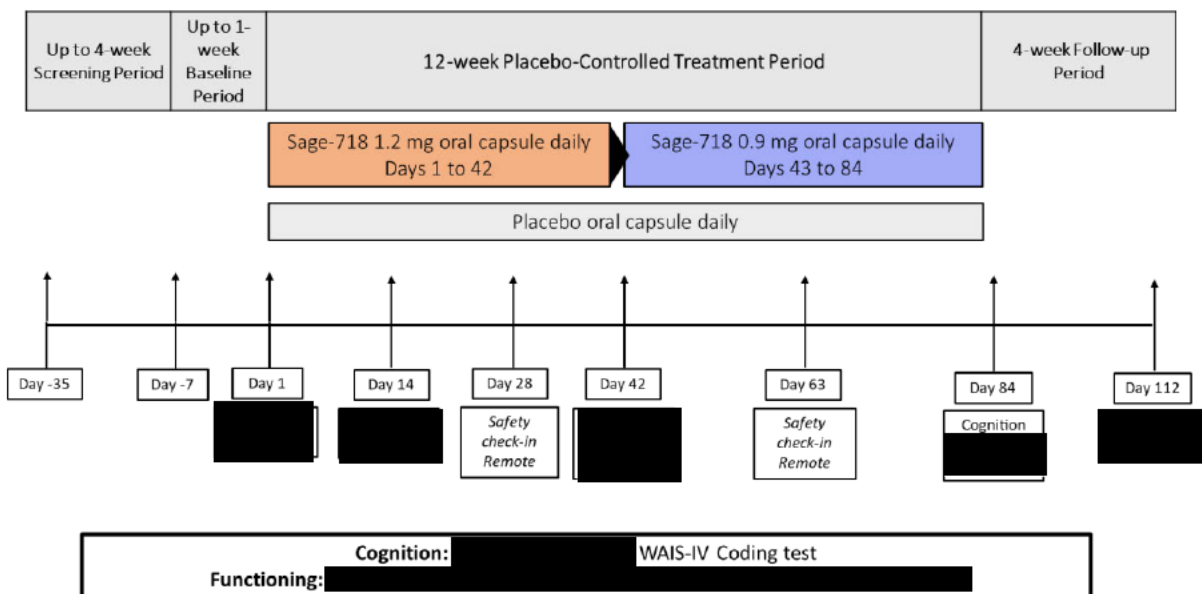 Up to 4-week
Screening Period
Up to 1-
week
Baseline
Period
12-week Placebo-Controlled Treatment Period
4-week Follow-up
Period
Sage-718 1.2 mg oral capsule daily
Days 1 to 42
Sage-718 0.9 mg oral capsule daily
Days 43 to 84
Placebo oral capsule daily
Day -35
Day -7
Day 1
Day 14
Day 28
Day 42
Day 63
Day 84
Day 112
Safety
check-in
Remote
Safety
check-in
Remote
Cognition
Cognition: WAIS-IV Coding test
Functioning: